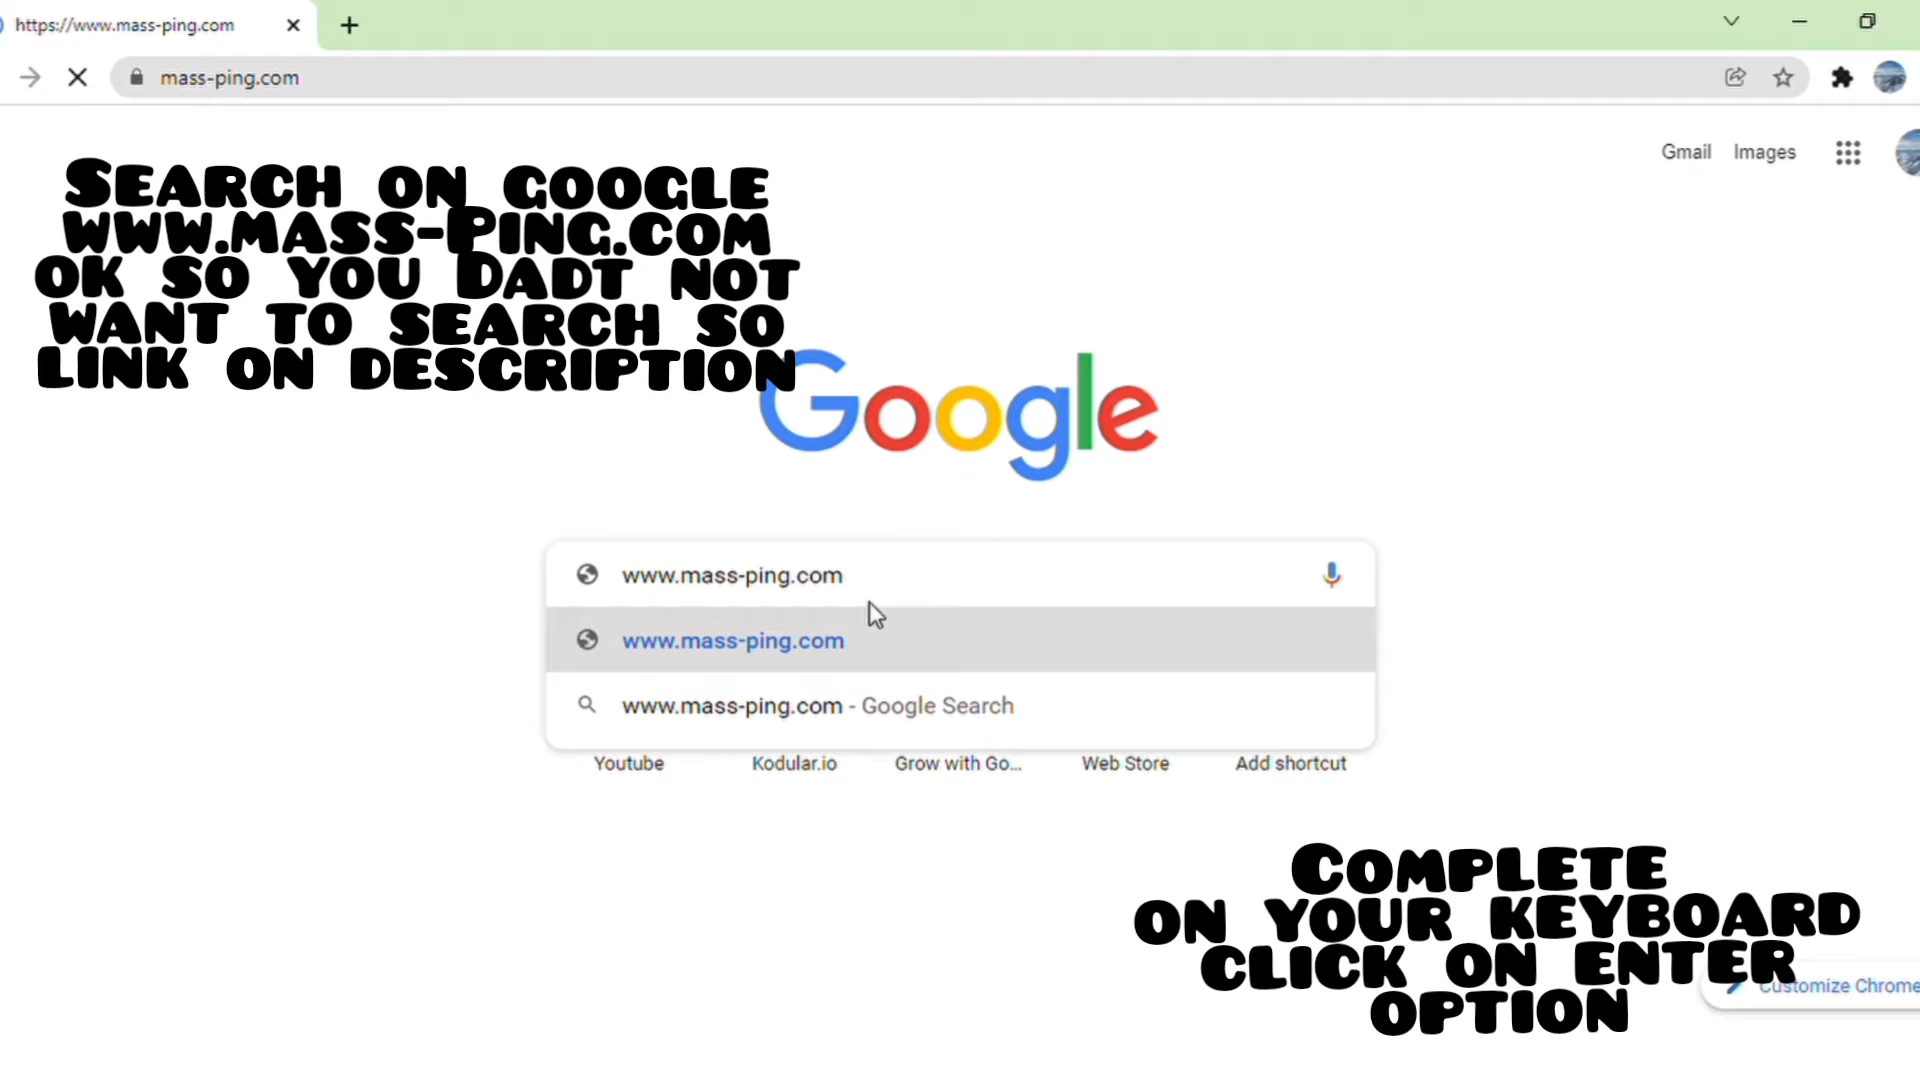 https://www.mass-ping.com
mass-ping.com
Gmail Images
Search on google
www.mass-Ping.com
ok so you Dadt not
want to search so
link on description
Google
www.mass-ping.com
www.mass-ping.com
www.mass-ping.com - Google Search
Youtube Kodular.io Grow with Go... Web Store Add shortcut
Complete
on your keyboard
click on enter
option
Customize Chrome